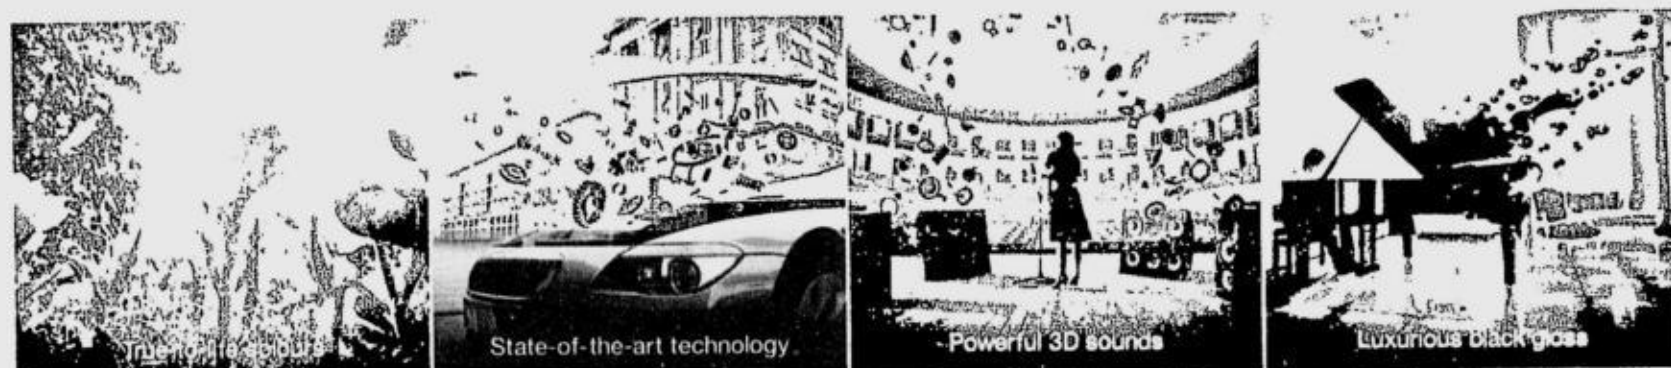 True-to-life colours
State-of-the-art technology
Powerful 3D sounds
Luxurious black gloss